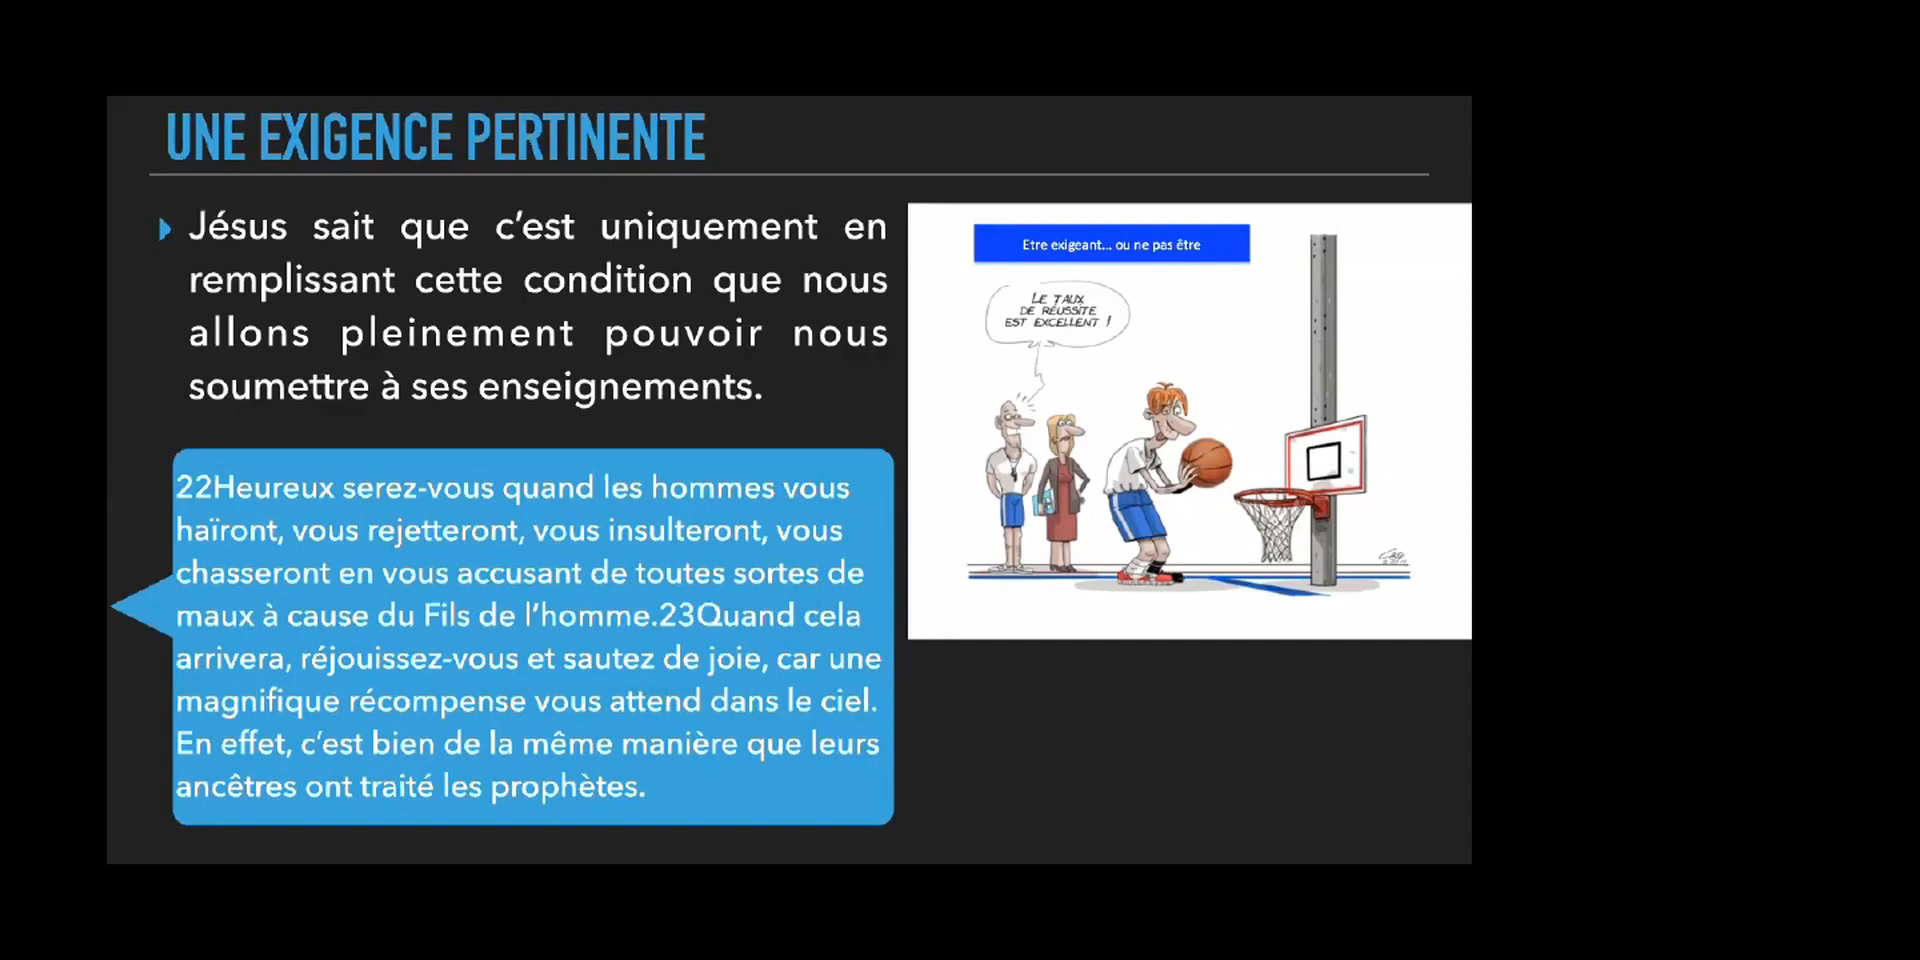 UNE EXIGENCE PERTINENTE
Jésus sait que c’est uniquement en
remplissant cette condition que nous
allons pleinement pouvoir nous
soumettre à ses enseignements.
22Heureux serez-vous quand les hommes vous
haïront, vous rejetteront, vous insulteront, vous
chasseront en vous accusant de toutes sortes de
maux à cause du Fils de l’homme.23Quand cela
arrivera, réjouissez-vous et sautez de joie, car une
magnifique récompense vous attend dans le ciel.
En effet, c’est bien de la même manière que leurs
ancêtres ont traité les prophètes.
Etre exigeant... ou ne pas être
LE TAUX
DE RÉUSSITE
EST EXCELLENT !